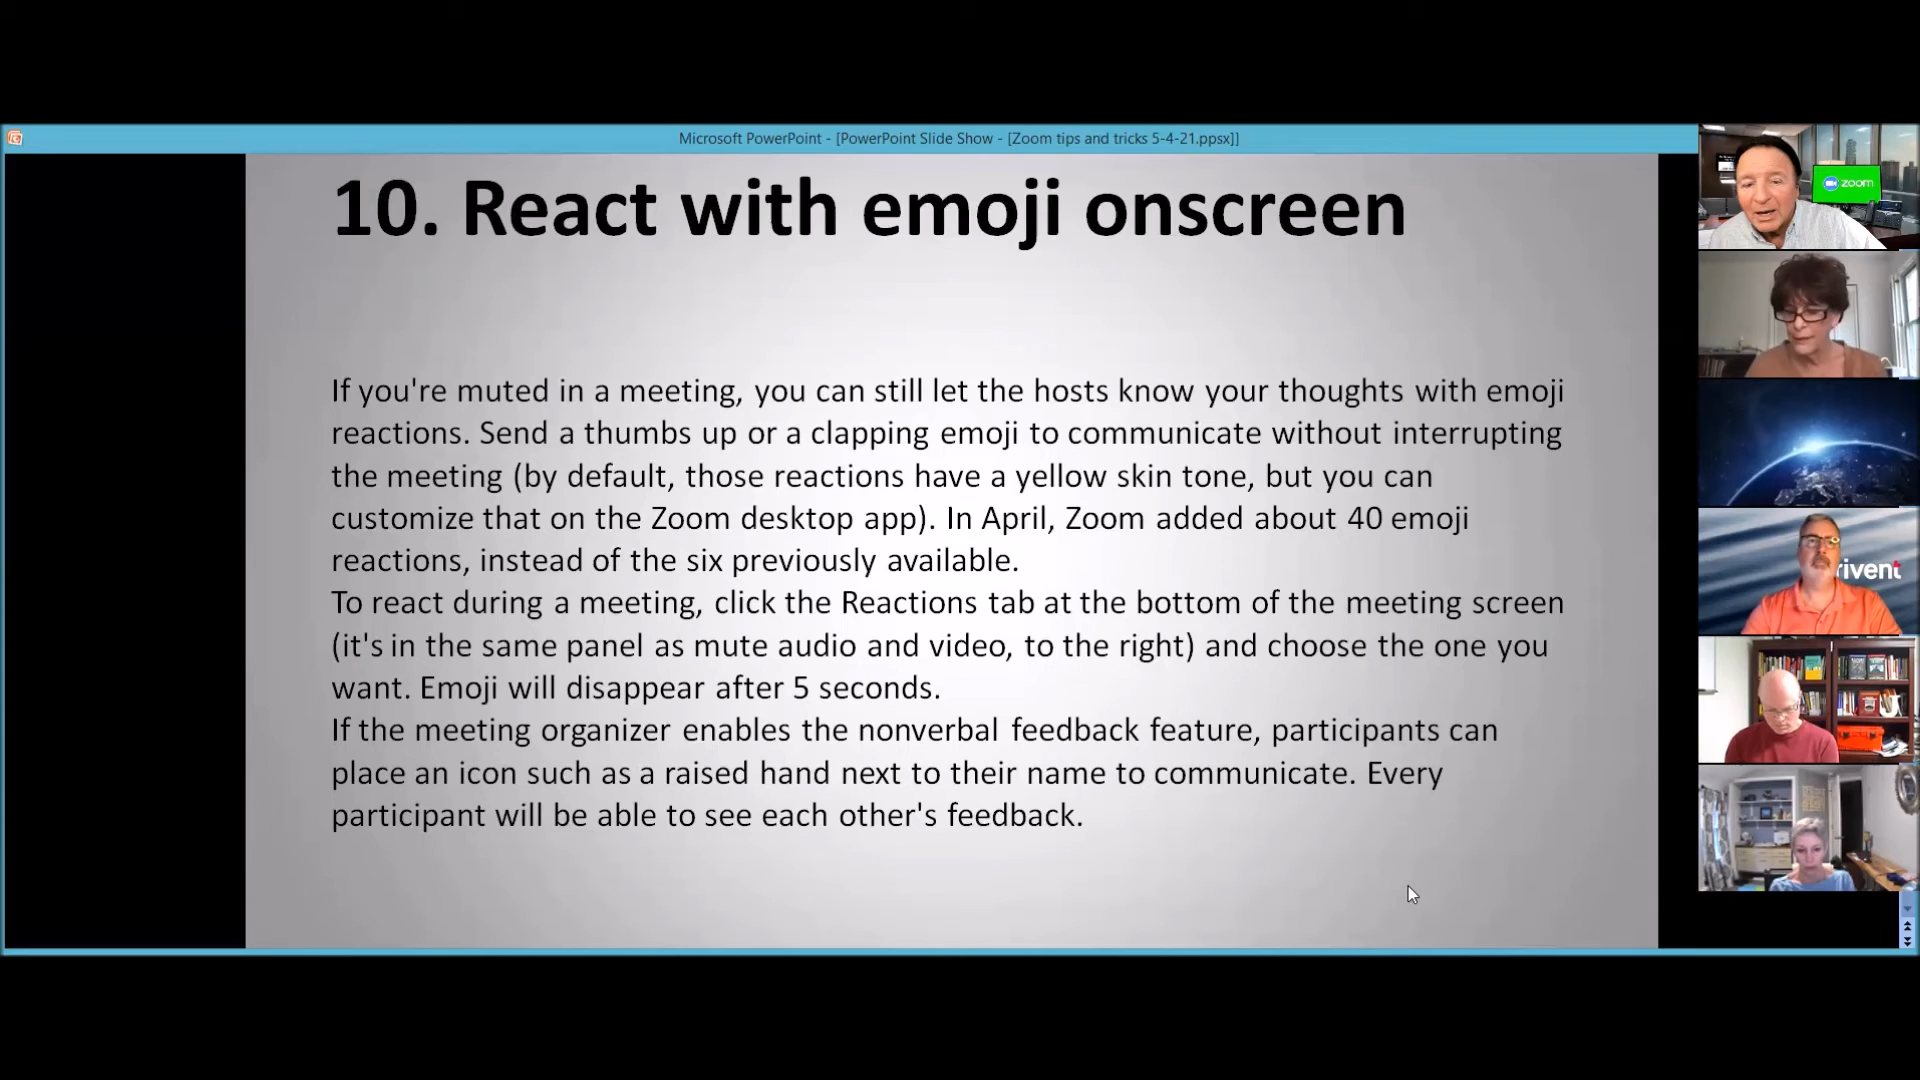 Microsoft PowerPoint - [PowerPoint Slide Show - [Zoom tips and tricks 5-4-21.ppsx]]
10. React with emoji onscreen
If you're muted in a meeting, you can still let the hosts know your thoughts with emoji
reactions. Send a thumbs up or a clapping emoji to communicate without interrupting
the meeting (by default, those reactions have a yellow skin tone, but you can
customize that on the Zoom desktop app). In April, Zoom added about 40 emoji
reactions, instead of the six previously available.
To react during a meeting, click the Reactions tab at the bottom of the meeting screen
(it's in the same panel as mute audio and video, to the right) and choose the one you
want. Emoji will disappear after 5 seconds.
If the meeting organizer enables the nonverbal feedback feature, participants can
place an icon such as a raised hand next to their name to communicate. Every
participant will be able to see each other's feedback.
zoom
rivent